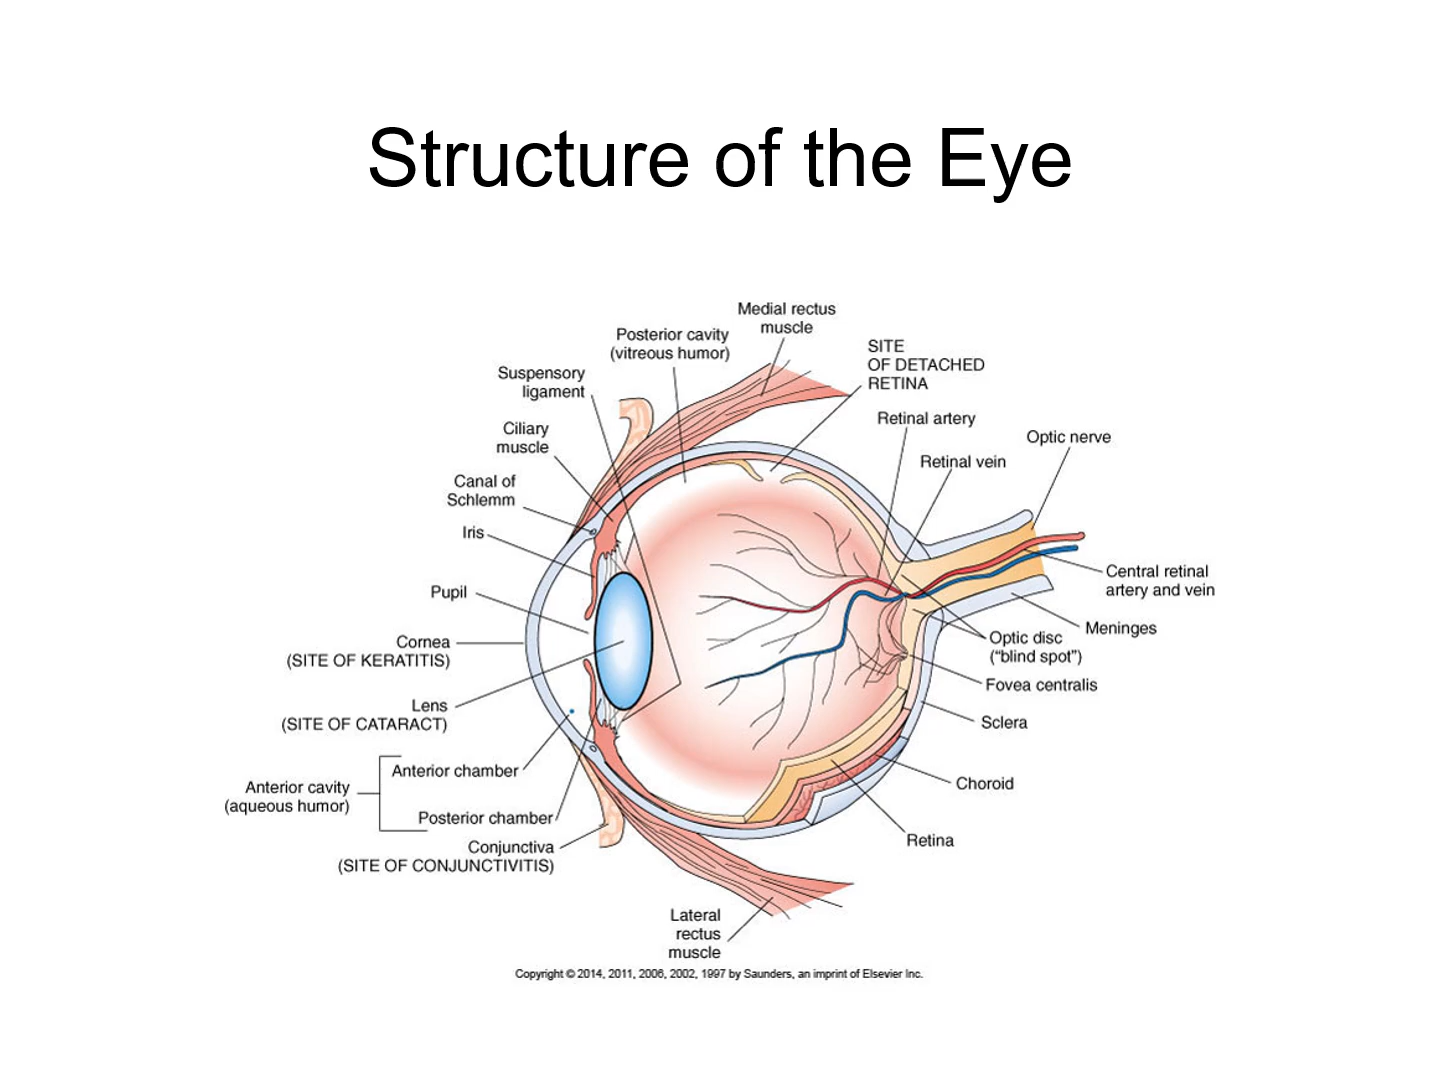 Structure of the Eye
Medial rectus
muscle
Posterior cavity
(vitreous humor)
SITE
OF DETACHED
RETINA
Suspensory
ligament
Retinal artery
Ciliary
muscle
Optic nerve
Retinal vein
Canal of
Schlemm
Iris
Central retinal
artery and vein
Pupil
Meninges
Cornea
(SITE OF KERATITIS)
Optic disc
(“blind spot”)
Fovea centralis
Lens
(SITE OF CATARACT)
Sclera
Anterior chamber
Choroid
Anterior cavity
(aqueous humor)
Posterior chamber
Retina
Conjunctiva
(SITE OF CONJUNCTIVITIS)
Lateral
rectus
muscle
Copyright © 2014, 2011, 2006, 2002, 1997 by Saunders, an imprint of Elsevier Inc.